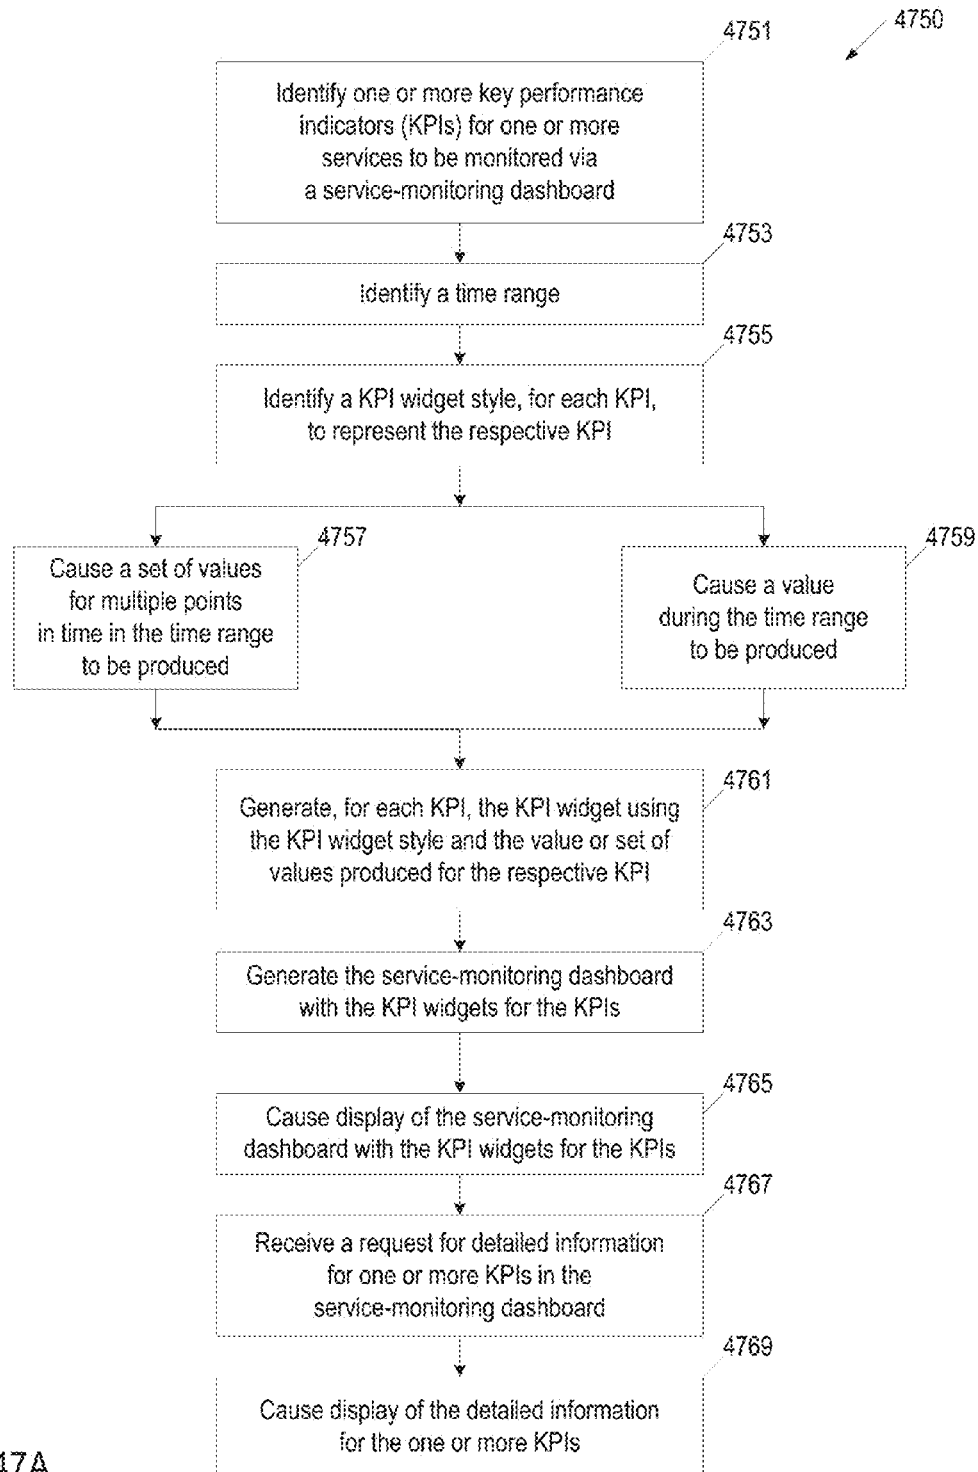 4750
4751
Identify one or more key performance
indicators (KPIs) for one or more
services to be monitored via
a service-monitoring dashboard
4753
Identify a time range
4755
Identify a KPI widget style, for each KPI,
to represent the respective KPI
4757
Cause a set of values
for multiple points
in time in the time range
to be produced
4759
Cause a value
during the time range
to be produced
4761
Generate, for each KPI, the KPI widget using
the KPI widget style and the value or set of
values produced for the respective KPI
4763
Generate the service-monitoring dashboard
with the KPI widgets for the KPIs
4765
Cause display of the service-monitoring
dashboard with the KPI widgets for the KPIs
4767
Receive a request for detailed information
for one or more KPIs in the
service-monitoring dashboard
4769
Cause display of the detailed information
for the one or more KPIs
47A